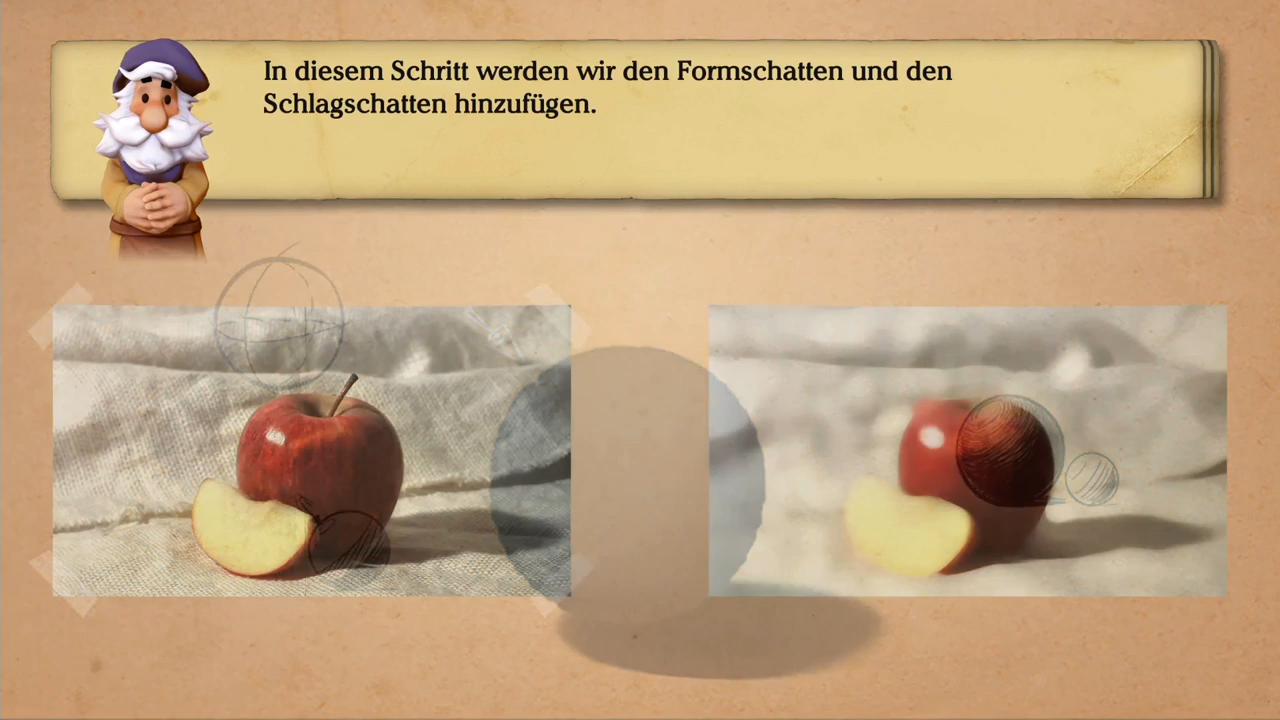 In diesem Schritt werden wir den Formschatten und den
Schlagschatten hinzufügen.